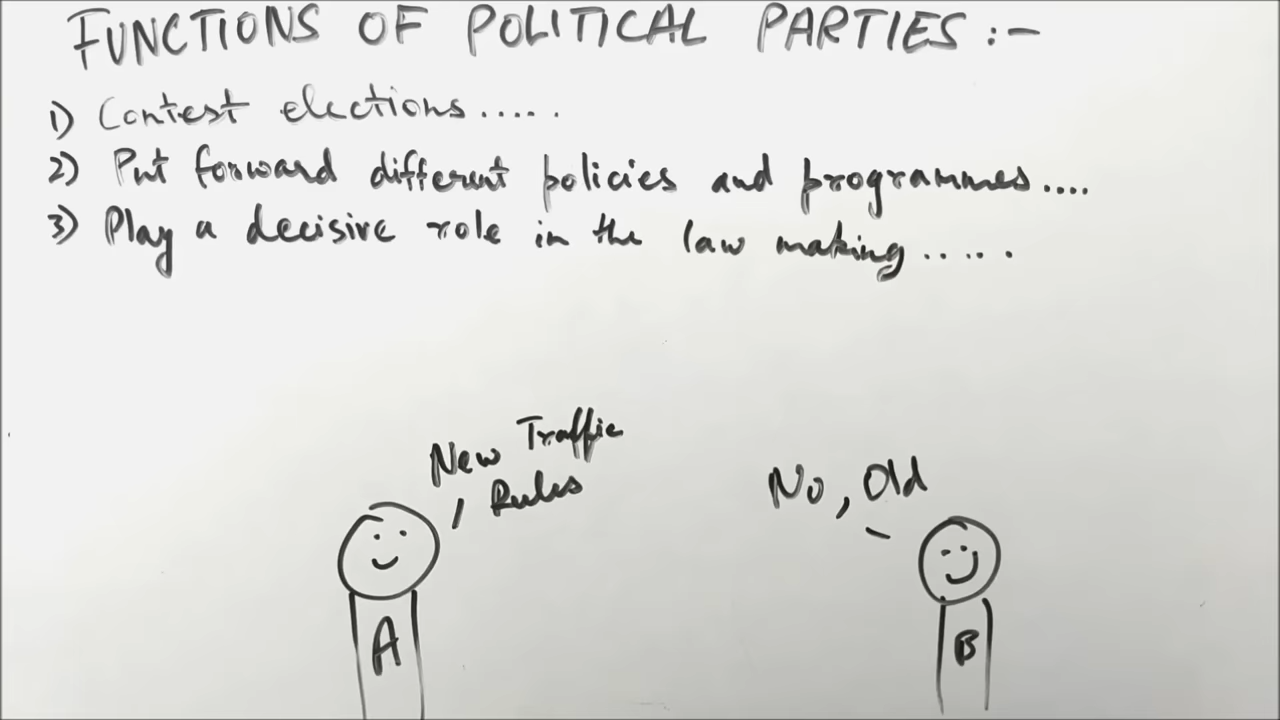 FUNCTIONS OF POLITICAL PARTIES :-
1) Contest elections.....
2) Put forward different policies and programmes....
3) Play a decisive role in the law making.....
New Traffic
Rules
No, Old
A
B